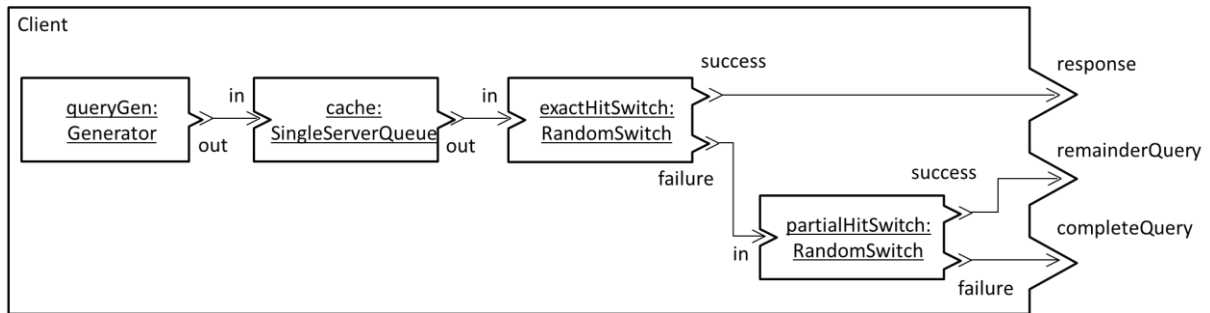 Client
success
response
in
in
queryGen:
Generator
cache:
SingleServerQueue
exactHitSwitch:
RandomSwitch
out
out
failure
success
remainderQuery
partialHitSwitch:
RandomSwitch
in
completeQuery
failure